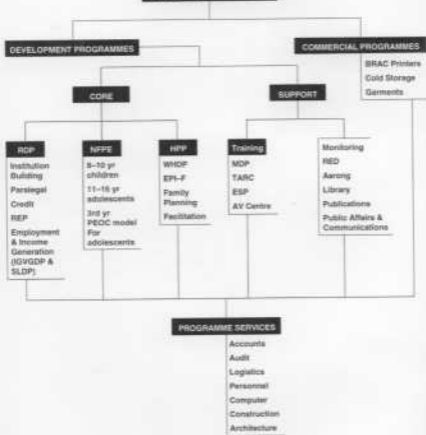 DEVELOPMENT PROGRAMMES
COMMERCIAL PROGRAMMES
BRAC Printers
Cold Storage
Garments
CORE
SUPPORT
RDP
Institution
Building
Paralegal
Credit
REP
Employment
& Income
Generation
(IGVGDP &
SLDP)
NFPE
8–10 yr
children
11–16 yr
adolescents
3rd yr
PEOC model
For
adolescents
HPP
WHDF
EPI–F
Family
Planning
Facilitation
Training
MDP
TARC
ESP
AV Centre
Monitoring
RED
Aarong
Library
Publications
Public Affairs &
Communications
PROGRAMME SERVICES
Accounts
Audit
Logistics
Personnel
Computer
Construction
Architecture